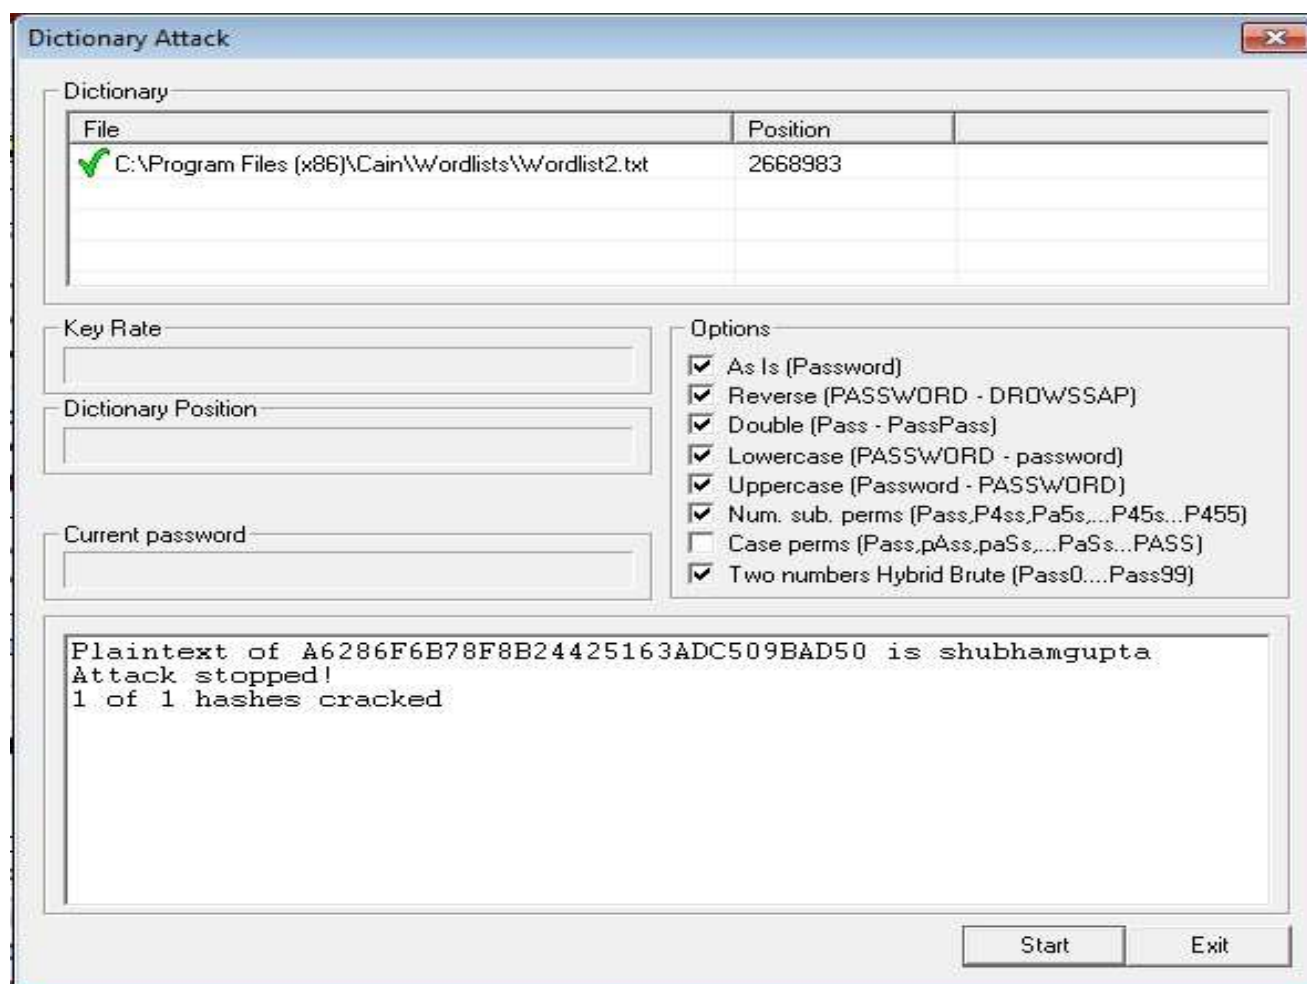 Dictionary Attack
Dictionary
File Position
C:\Program Files (x86)\Cain\Wordlists\Wordlist2.txt 2668983
Key Rate
Dictionary Position
Current password
Options
As Is (Password)
Reverse (PASSWORD - DROWSSAP)
Double (Pass - PassPass)
Lowercase (PASSWORD - password)
Uppercase (Password - PASSWORD)
Num. sub. perms (Pass,P4ss,Pa5s,...P45s...P455)
Case perms (Pass,pAss,paSs,...PaSs...PASS)
Two numbers Hybrid Brute (Pass0....Pass99)
Plaintext of A6286F6B78F8B24425163ADC509BAD50 is shubhamgupta
Attack stopped!
1 of 1 hashes cracked
Start Exit